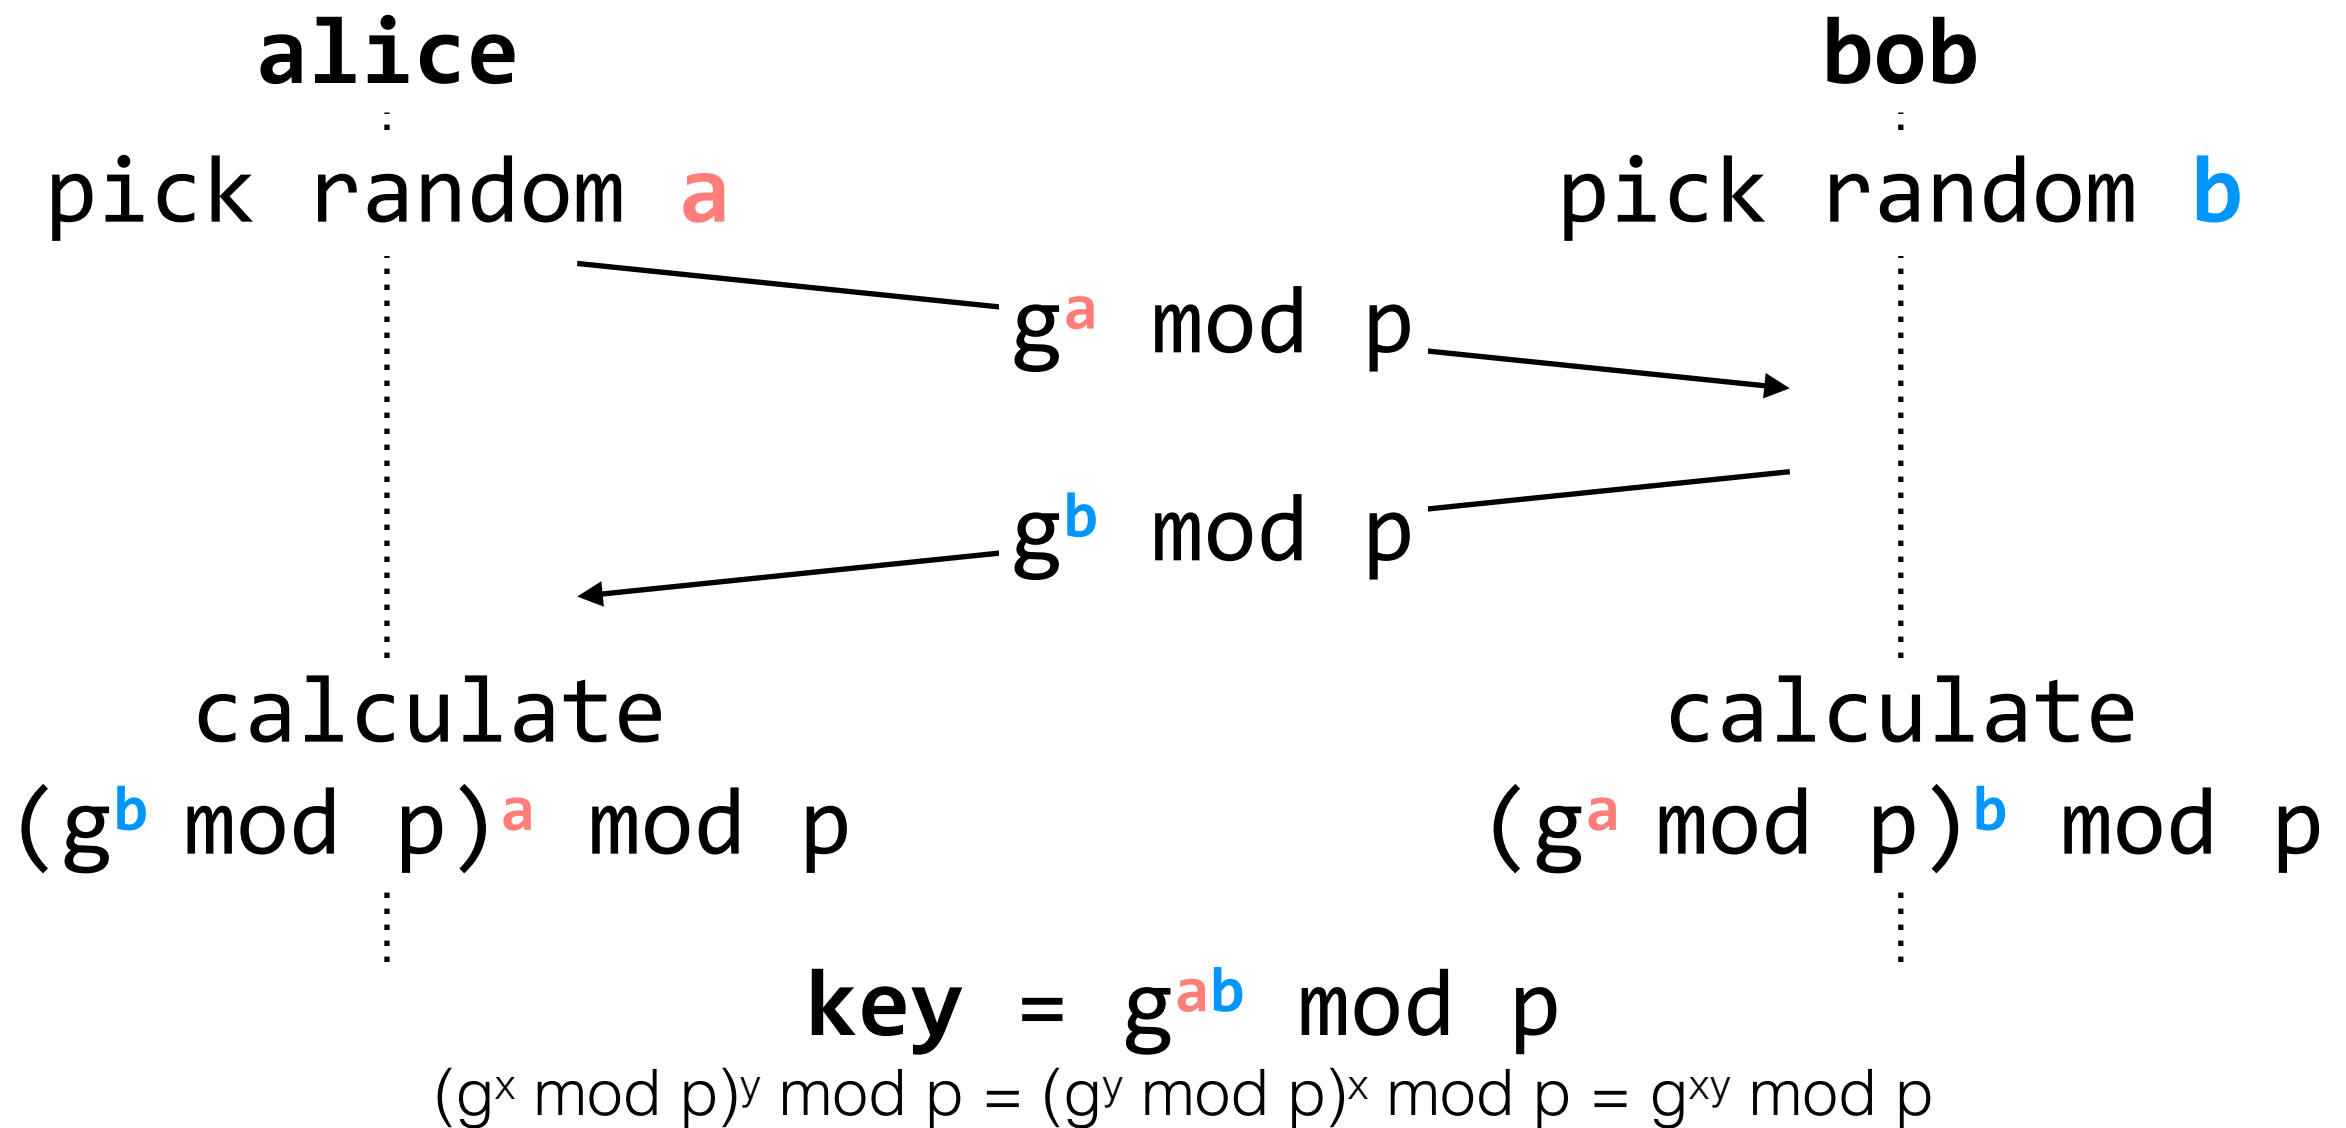 alice bob
pick random a pick random b
gᵃ mod p
gᵇ mod p
calculate calculate
(gᵇ mod p)ᵃ mod p (gᵃ mod p)ᵇ mod p
key = gᵃᵇ mod p
(gˣ mod p)ʸ mod p = (gʸ mod p)ˣ mod p = gˣʸ mod p